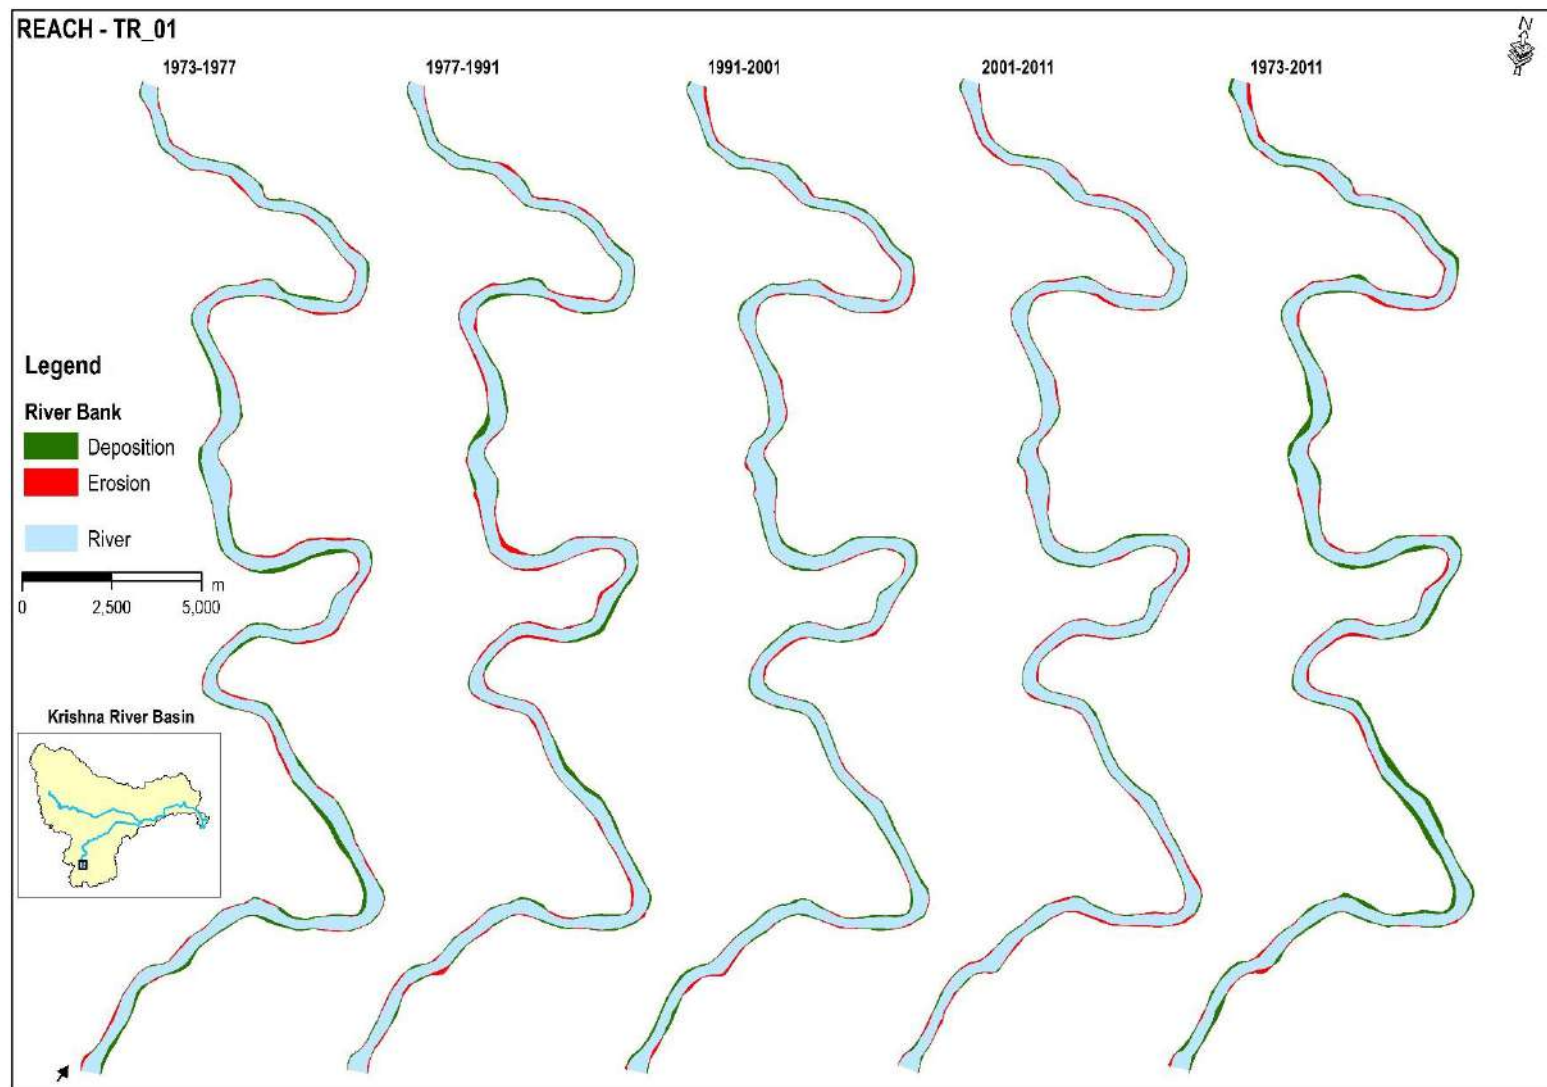 REACH - TR_01
N
1973-1977
1977-1991
1991-2001
2001-2011
1973-2011
Legend
River Bank
Deposition
Erosion
River
m
0 2,500 5,000
Krishna River Basin